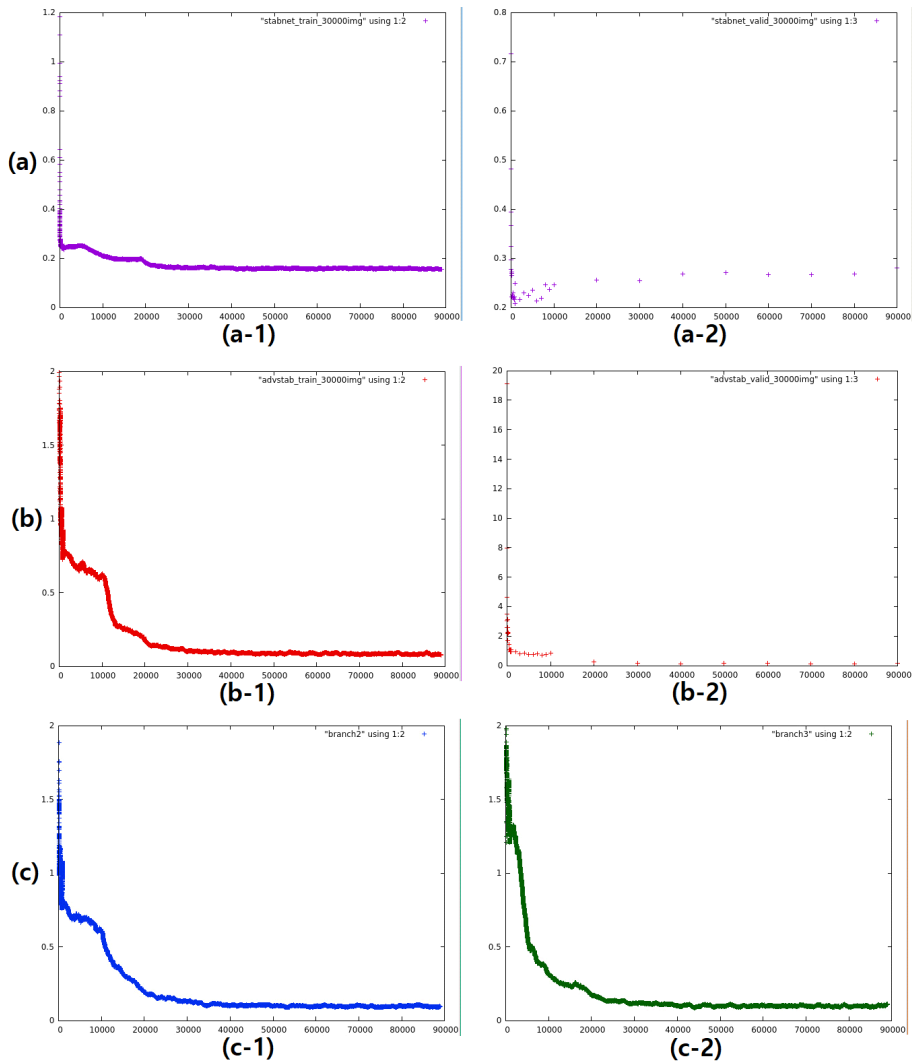 "stabnet_train_30000img" using 1:2
1.2
1
0.8
0.6
0.4
0.2
0
0 10000 20000 30000 40000 50000 60000 70000 80000 90000
(a-1)
"stabnet_valid_30000img" using 1:3
0.8
0.7
0.6
0.5
0.4
0.3
0.2
0 10000 20000 30000 40000 50000 60000 70000 80000 90000
(a-2)
(a)
"advstab_train_30000img" using 1:2
2
1.5
1
0.5
0
0 10000 20000 30000 40000 50000 60000 70000 80000 90000
(b-1)
"advstab_valid_30000img" using 1:3
20
18
16
14
12
10
8
6
4
2
0
0 10000 20000 30000 40000 50000 60000 70000 80000 90000
(b-2)
(b)
"branch2" using 1:2
2
1.5
1
0.5
0
0 10000 20000 30000 40000 50000 60000 70000 80000 90000
(c-1)
"branch3" using 1:2
2
1.5
1
0.5
0
0 10000 20000 30000 40000 50000 60000 70000 80000 90000
(c-2)
(c)